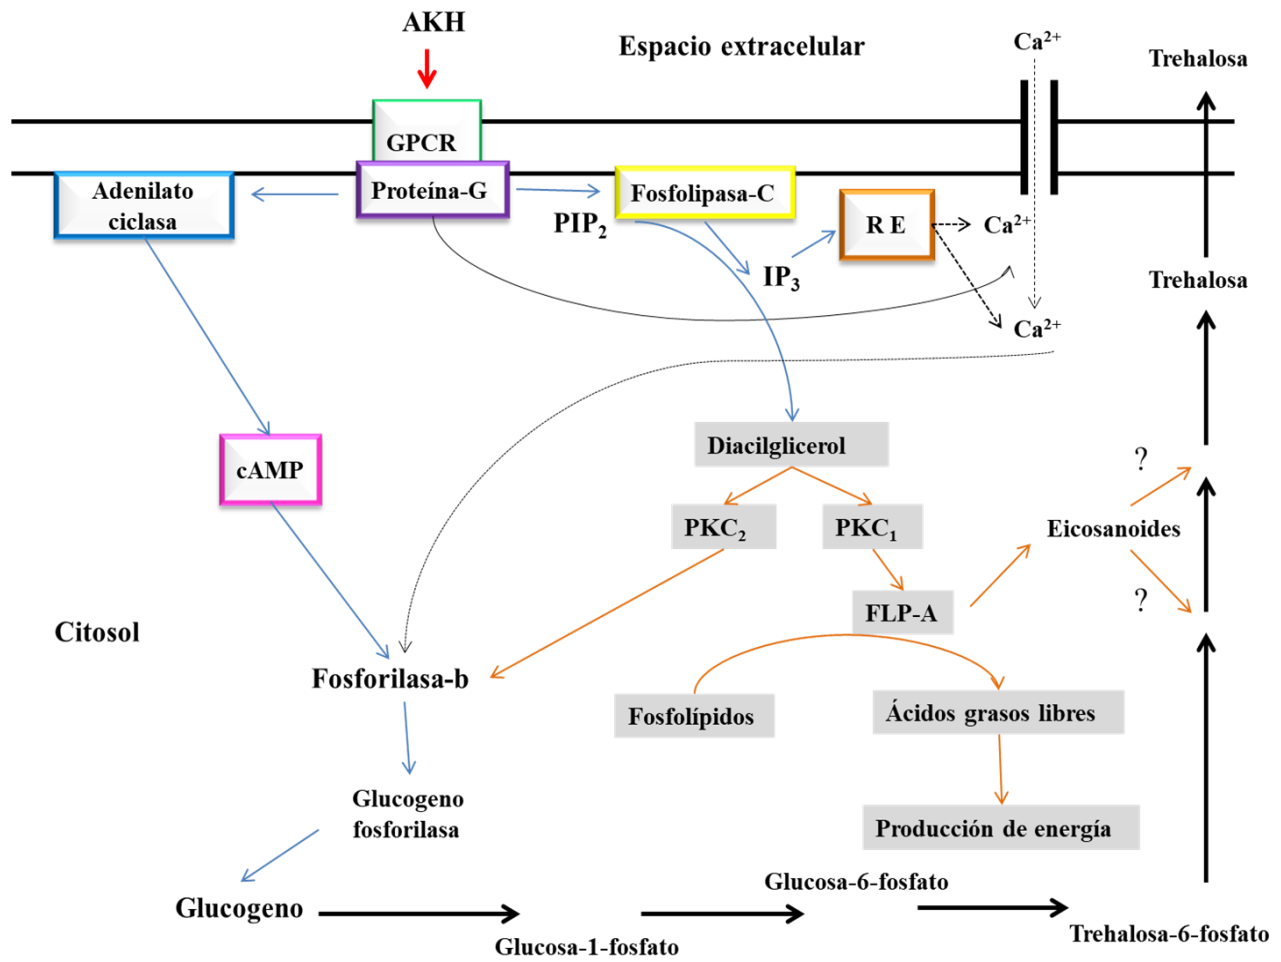 AKH
Espacio extracelular
Ca2+
Trehalosa
GPCR
Adenilato
ciclasa
Proteína-G
Fosfolipasa-C
PIP2
R E
Ca2+
IP3
Trehalosa
Ca2+
Diacilglicerol
cAMP
?
PKC2
PKC1
Eicosanoides
?
FLP-A
Citosol
Fosforilasa-b
Fosfolípidos
Ácidos grasos libres
Glucogeno
fosforilasa
Producción de energía
Glucosa-6-fosfato
Glucogeno
Glucosa-1-fosfato
Trehalosa-6-fosfato